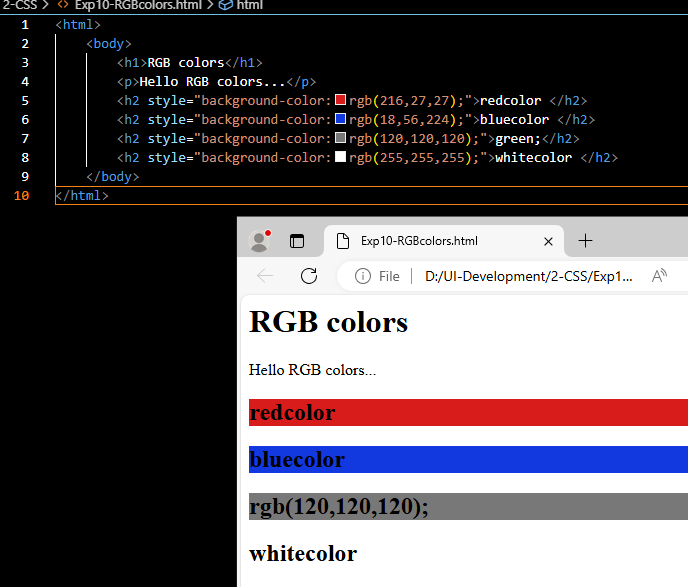 2-CSS > <> Exp10-RGBcolors.html > html
1 <html>
2 <body>
3 <h1>RGB colors</h1>
4 <p>Hello RGB colors...</p>
5 <h2 style="background-color:rgb(216,27,27);">redcolor </h2>
6 <h2 style="background-color:rgb(18,56,224);">bluecolor </h2>
7 <h2 style="background-color:rgb(120,120,120);">green;</h2>
8 <h2 style="background-color:rgb(255,255,255);">whitecolor </h2>
9 </body>
10 </html>
Exp10-RGBcolors.html
File | D:/UI-Development/2-CSS/Exp1...
RGB colors
Hello RGB colors...
redcolor
bluecolor
rgb(120,120,120);
whitecolor